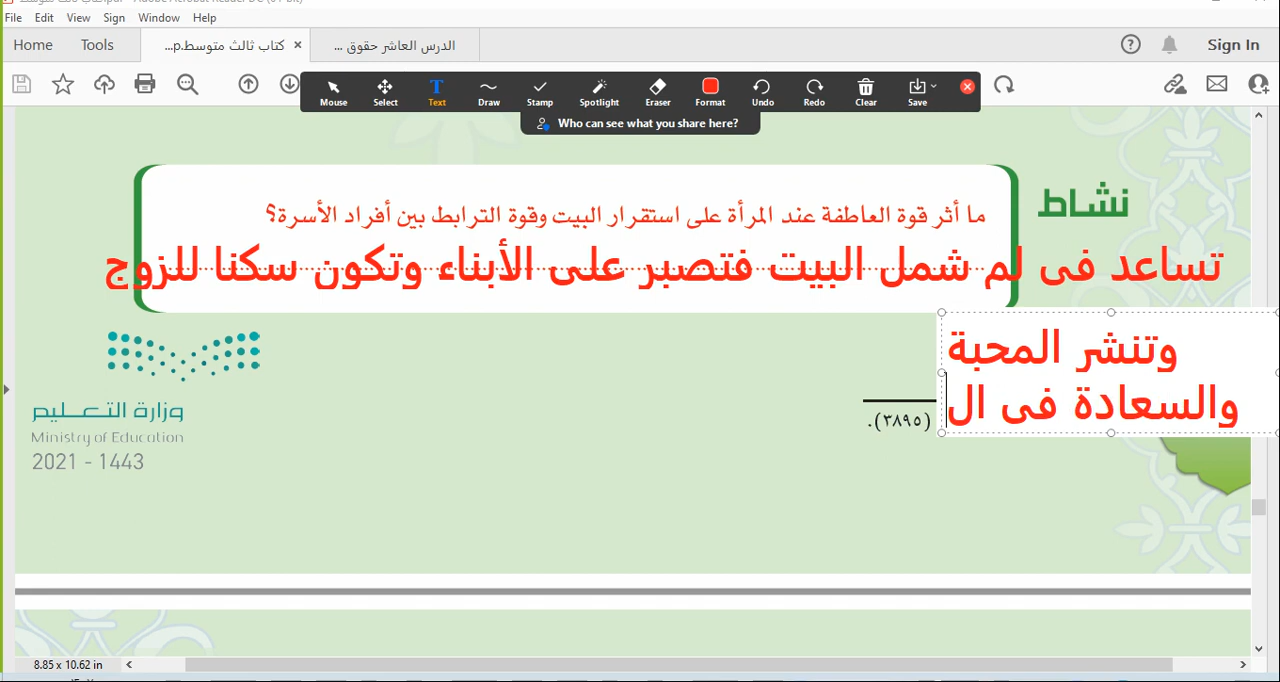 File Edit View Sign Window Help
Home Tools كتاب ثالث متوسط.p... × الدرس العاشر حقوق ... Sign In
Mouse Select Text Draw Stamp Spotlight Eraser Format Undo Redo Clear Save
Who can see what you share here?
نشاط
ما أثر قوة العاطفة عند المرأة على استقرار البيت وقوة الترابط بين أفراد الأسرة؟
تساعد فى لم شمل البيت فتصبر على الأبناء وتكون سكنا للزوج
وتنشر المحبة
والسعادة فى ال
(٣٨٩٥).
وزارة التعليم
Ministry of Education
2021 - 1443
8.85 x 10.62 in